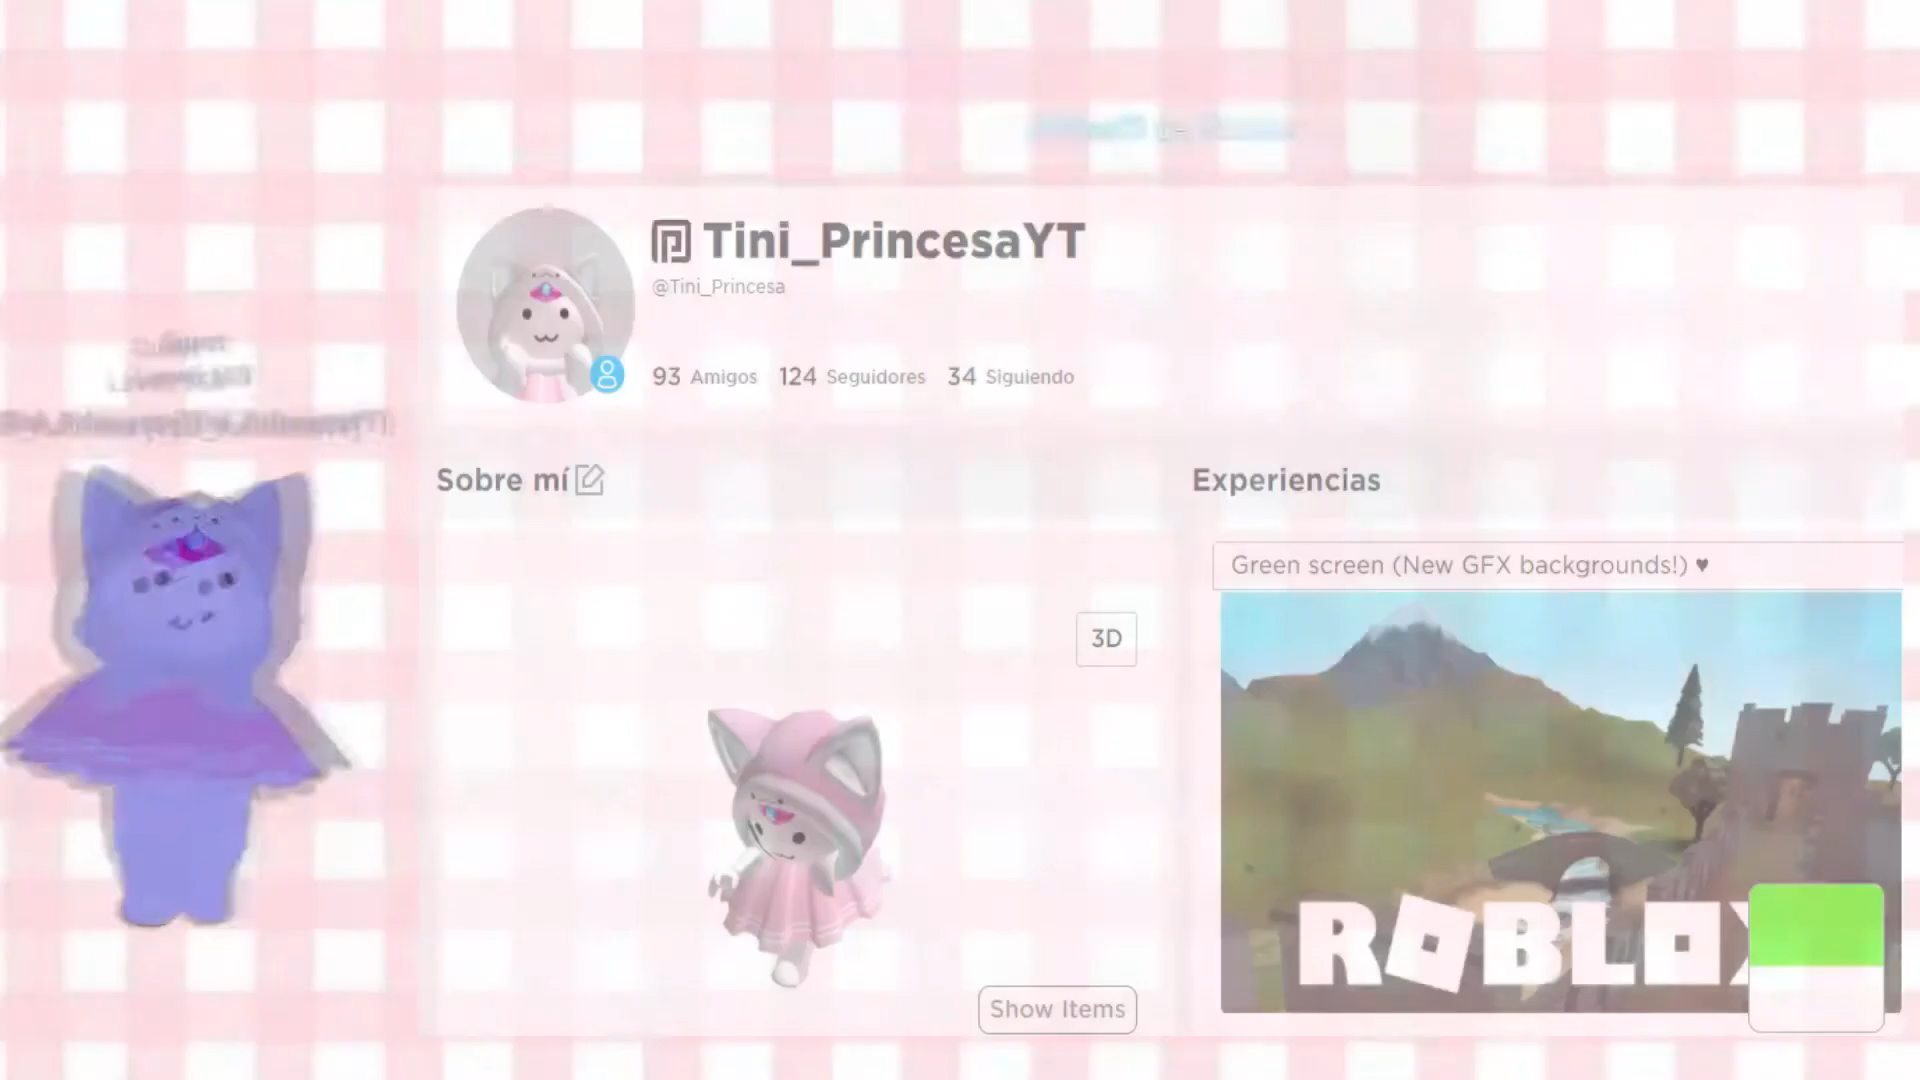 Tini_PrincesaYT
@Tini_Princesa
93 Amigos 124 Seguidores 34 Siguiendo
Sobre mí
Experiencias
Green screen (New GFX backgrounds!) ♥
3D
ROBLOX
Show Items